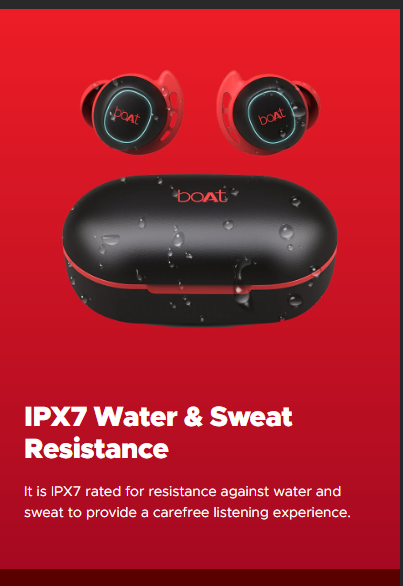 boAt boAt
boAt
IPX7 Water & Sweat
Resistance
It is IPX7 rated for resistance against water and
sweat to provide a carefree listening experience.